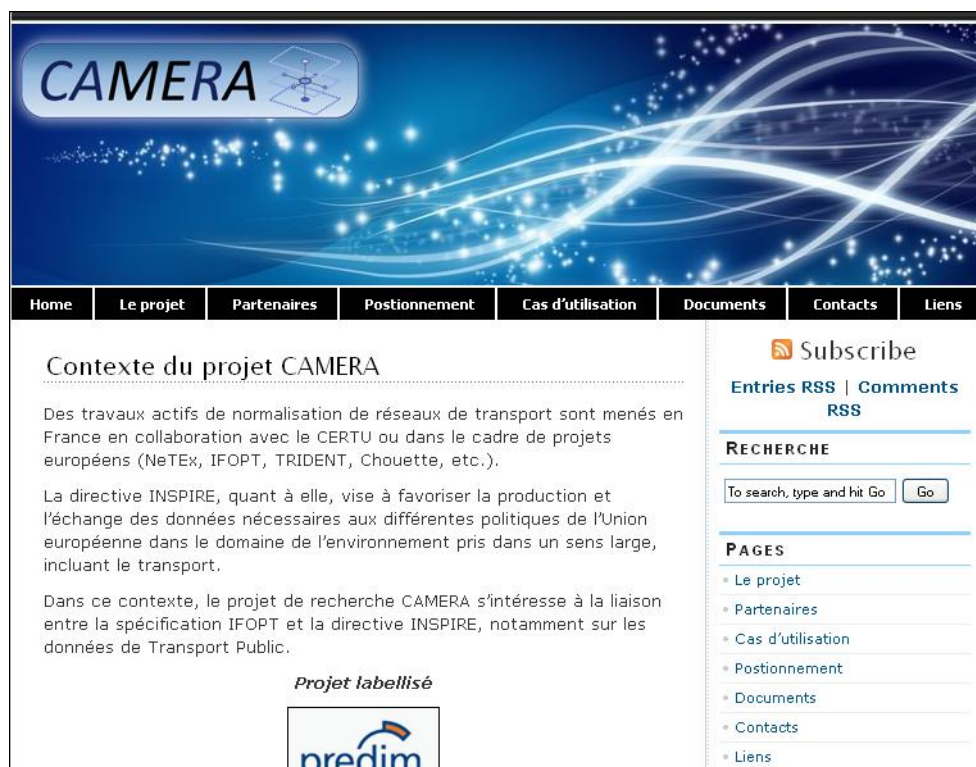 CAMERA
Home
Le projet
Partenaires
Postionnement
Cas d'utilisation
Documents
Contacts
Liens
Contexte du projet CAMERA
Des travaux actifs de normalisation de réseaux de transport sont menés en
France en collaboration avec le CERTU ou dans le cadre de projets
européens (NeTEx, IFOPT, TRIDENT, Chouette, etc.).
La directive INSPIRE, quant à elle, vise à favoriser la production et
l'échange des données nécessaires aux différentes politiques de l'Union
européenne dans le domaine de l'environnement pris dans un sens large,
incluant le transport.
Dans ce contexte, le projet de recherche CAMERA s'intéresse à la liaison
entre la spécification IFOPT et la directive INSPIRE, notamment sur les
données de Transport Public.
Projet labellisé
predim
Subscribe
Entries RSS | Comments
RSS
RECHERCHE
To search, type and hit Go
Go
PAGES
Le projet
Partenaires
Cas d'utilisation
Postionnement
Documents
Contacts
Liens